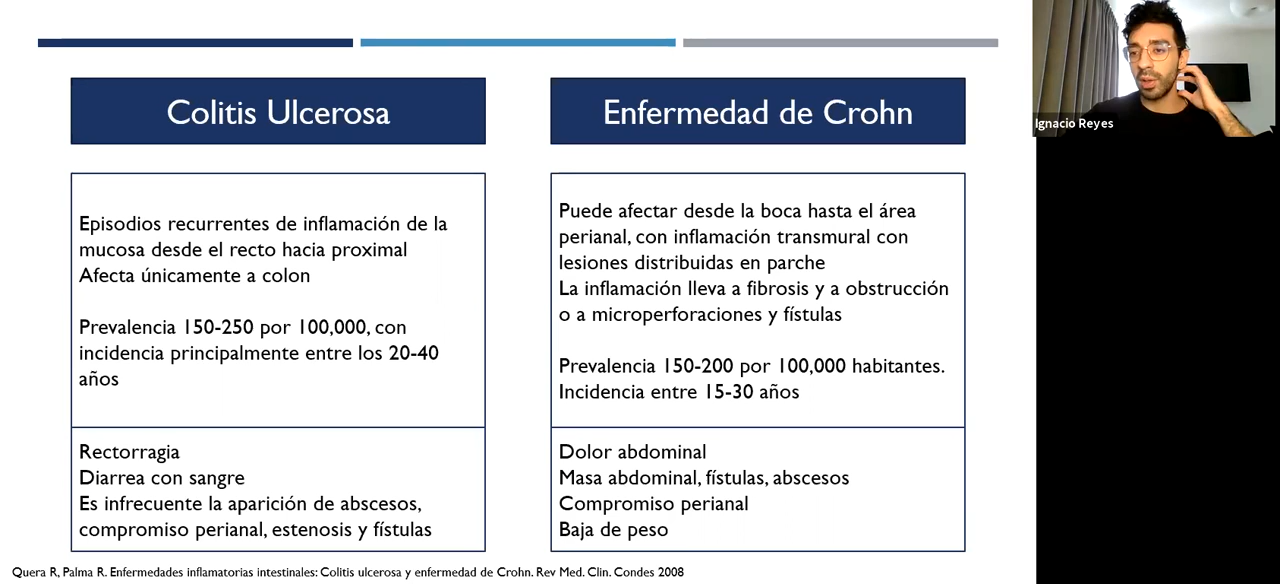 Colitis Ulcerosa
Episodios recurrentes de inflamación de la
mucosa desde el recto hacia proximal
Afecta únicamente a colon
Prevalencia 150-250 por 100,000, con
incidencia principalmente entre los 20-40
años
Rectorragia
Diarrea con sangre
Es infrecuente la aparición de abscesos,
compromiso perianal, estenosis y fístulas
Enfermedad de Crohn
Puede afectar desde la boca hasta el área
perianal, con inflamación transmural con
lesiones distribuidas en parche
La inflamación lleva a fibrosis y a obstrucción
o a microperforaciones y fístulas
Prevalencia 150-200 por 100,000 habitantes.
Incidencia entre 15-30 años
Dolor abdominal
Masa abdominal, fístulas, abscesos
Compromiso perianal
Baja de peso
Quera R, Palma R. Enfermedades inflamatorias intestinales: Colitis ulcerosa y enfermedad de Crohn. Rev Med. Clin. Condes 2008
Ignacio Reyes